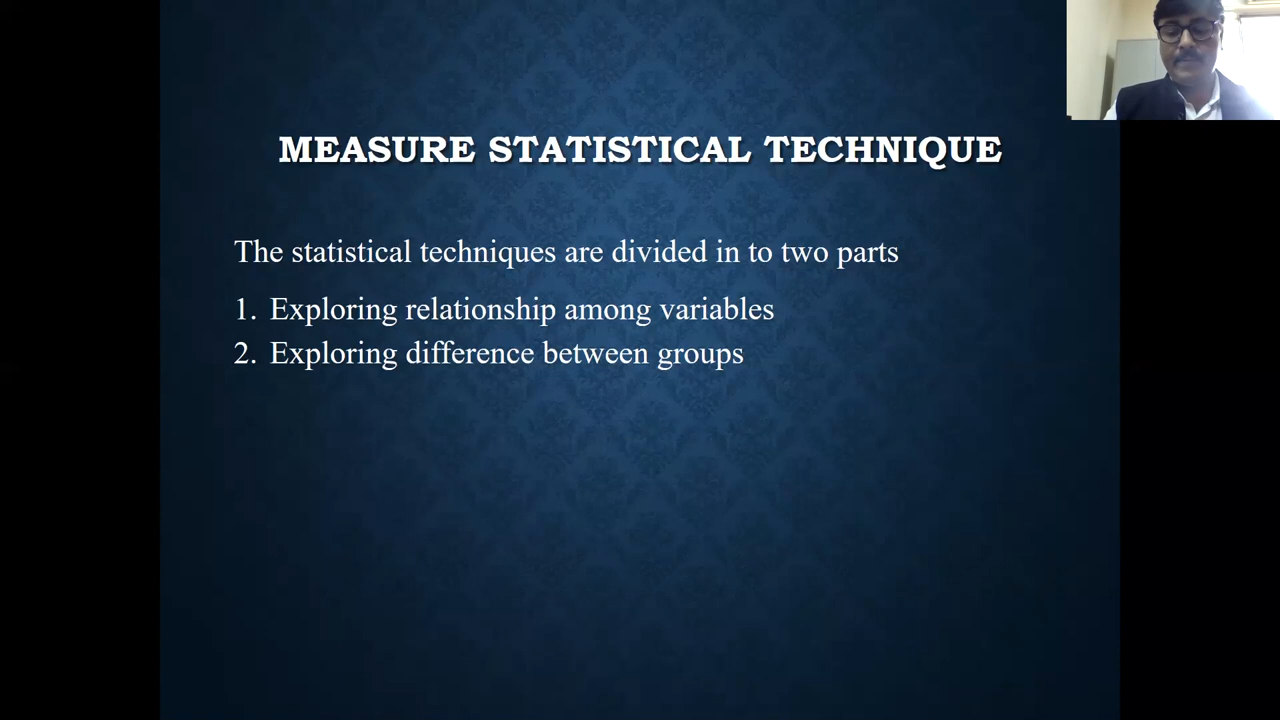 MEASURE STATISTICAL TECHNIQUE
The statistical techniques are divided in to two parts
1. Exploring relationship among variables
2. Exploring difference between groups